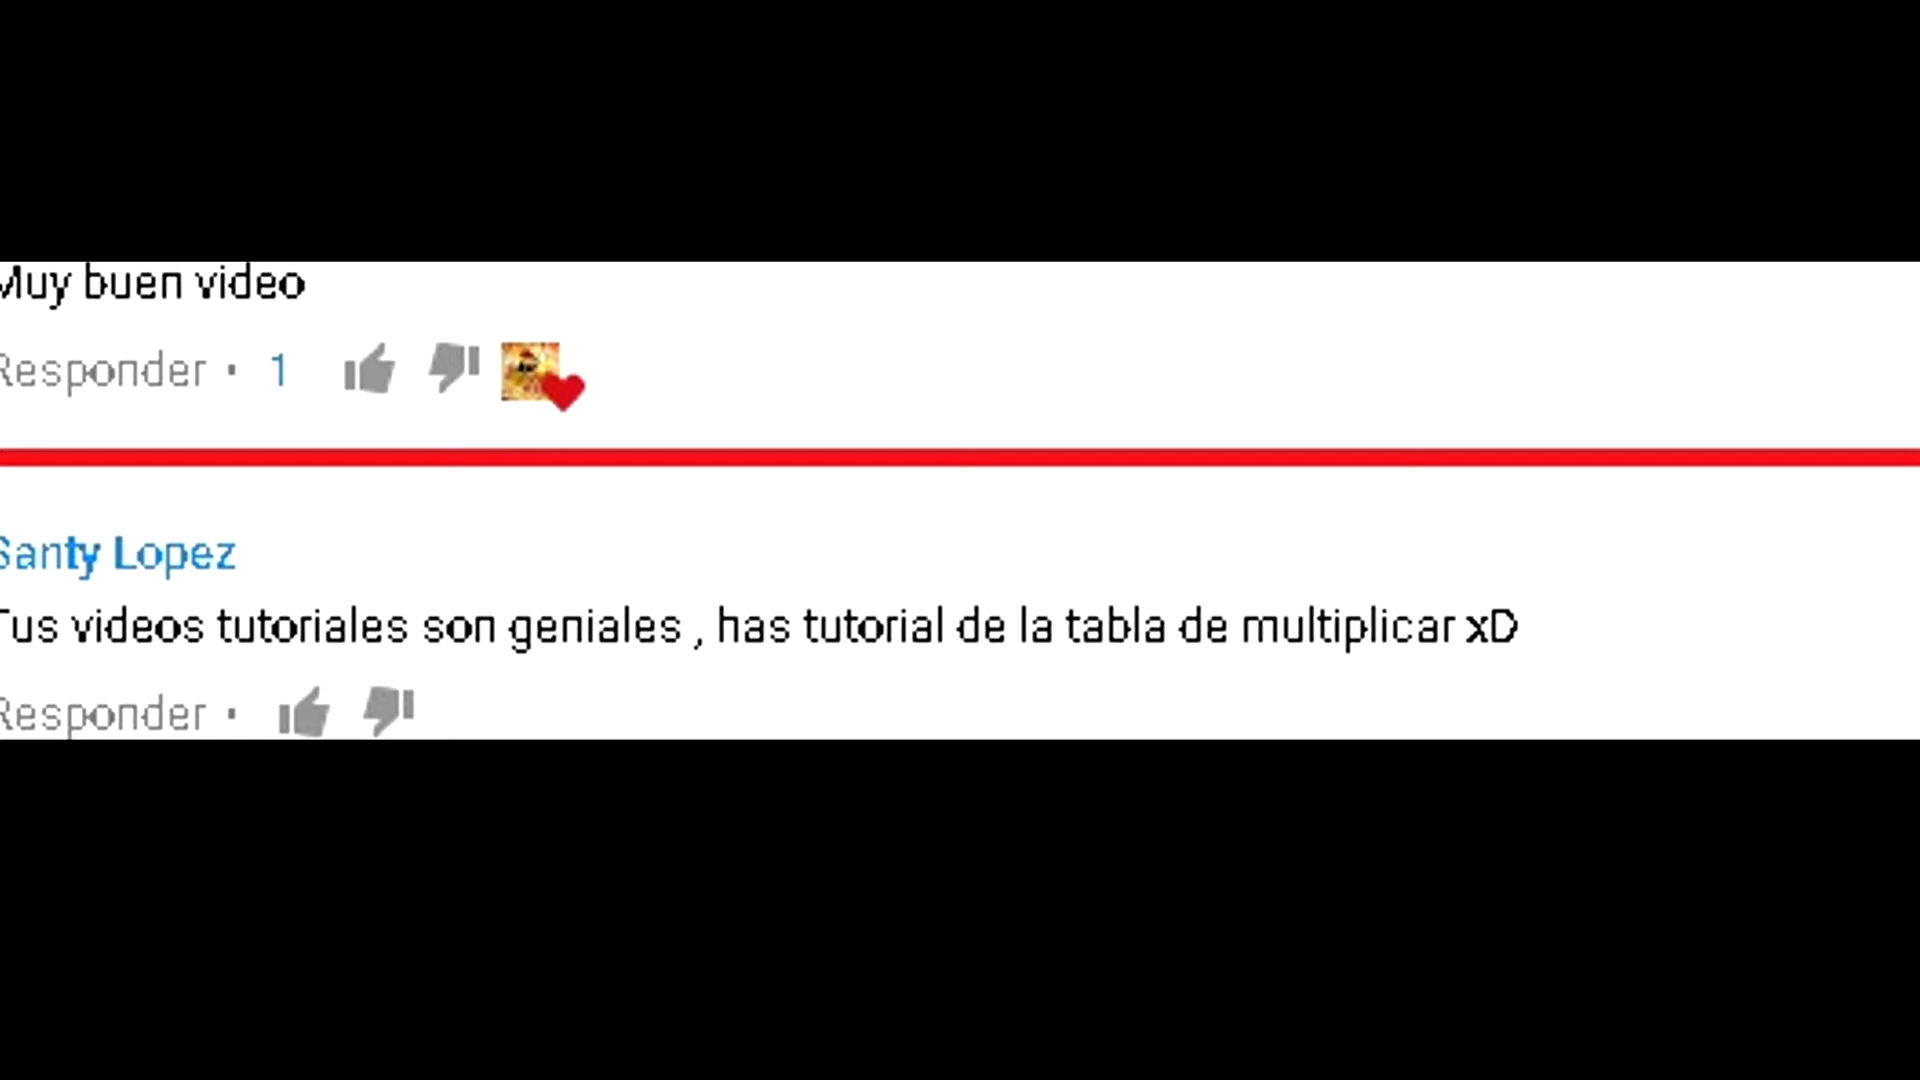 Muy buen video
Responder · 1
Santy Lopez
Tus videos tutoriales son geniales , has tutorial de la tabla de multiplicar xD
Responder ·